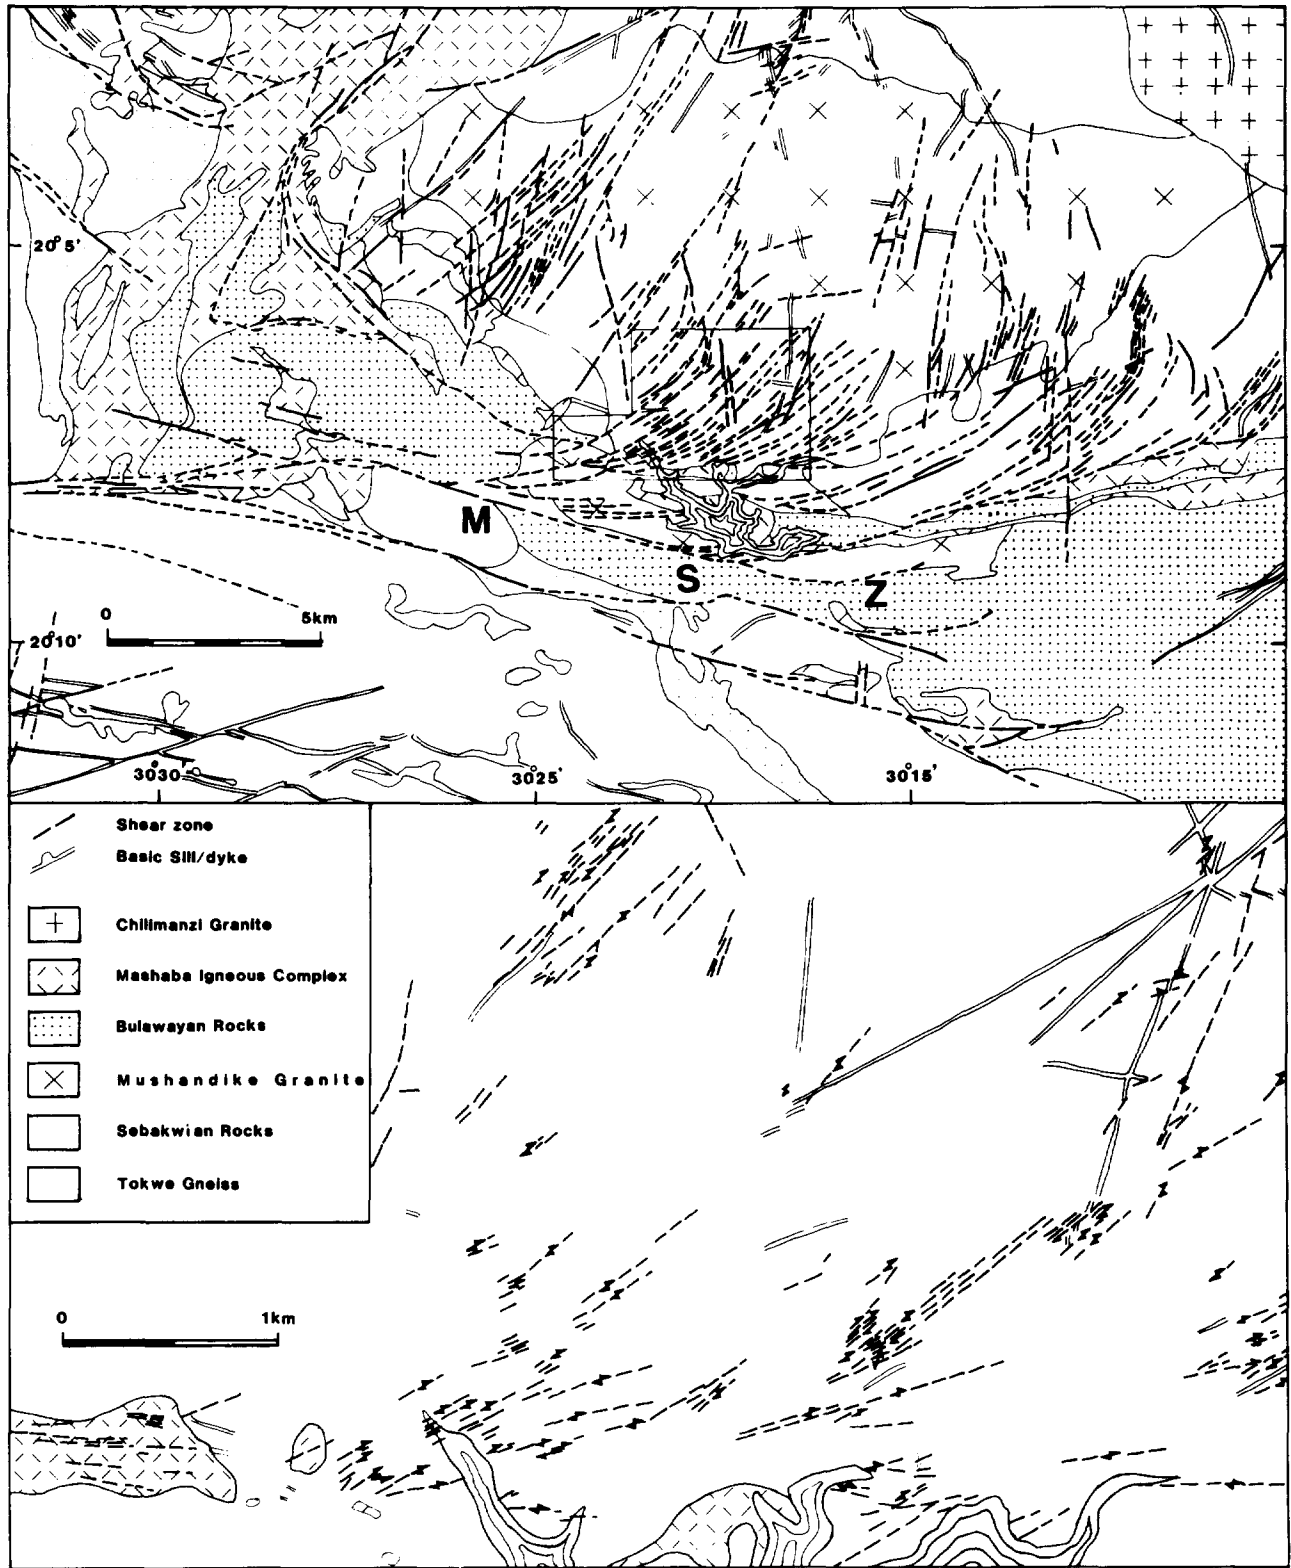 20°5'
M
S
Z
0 5km
20°10'
30°30'
30°25'
30°15'
Shear zone
Basic Sill/dyke
Chilimanzi Granite
Mashaba Igneous Complex
Bulawayan Rocks
Mushandike Granite
Sebakwian Rocks
Tokwe Gneiss
0 1km